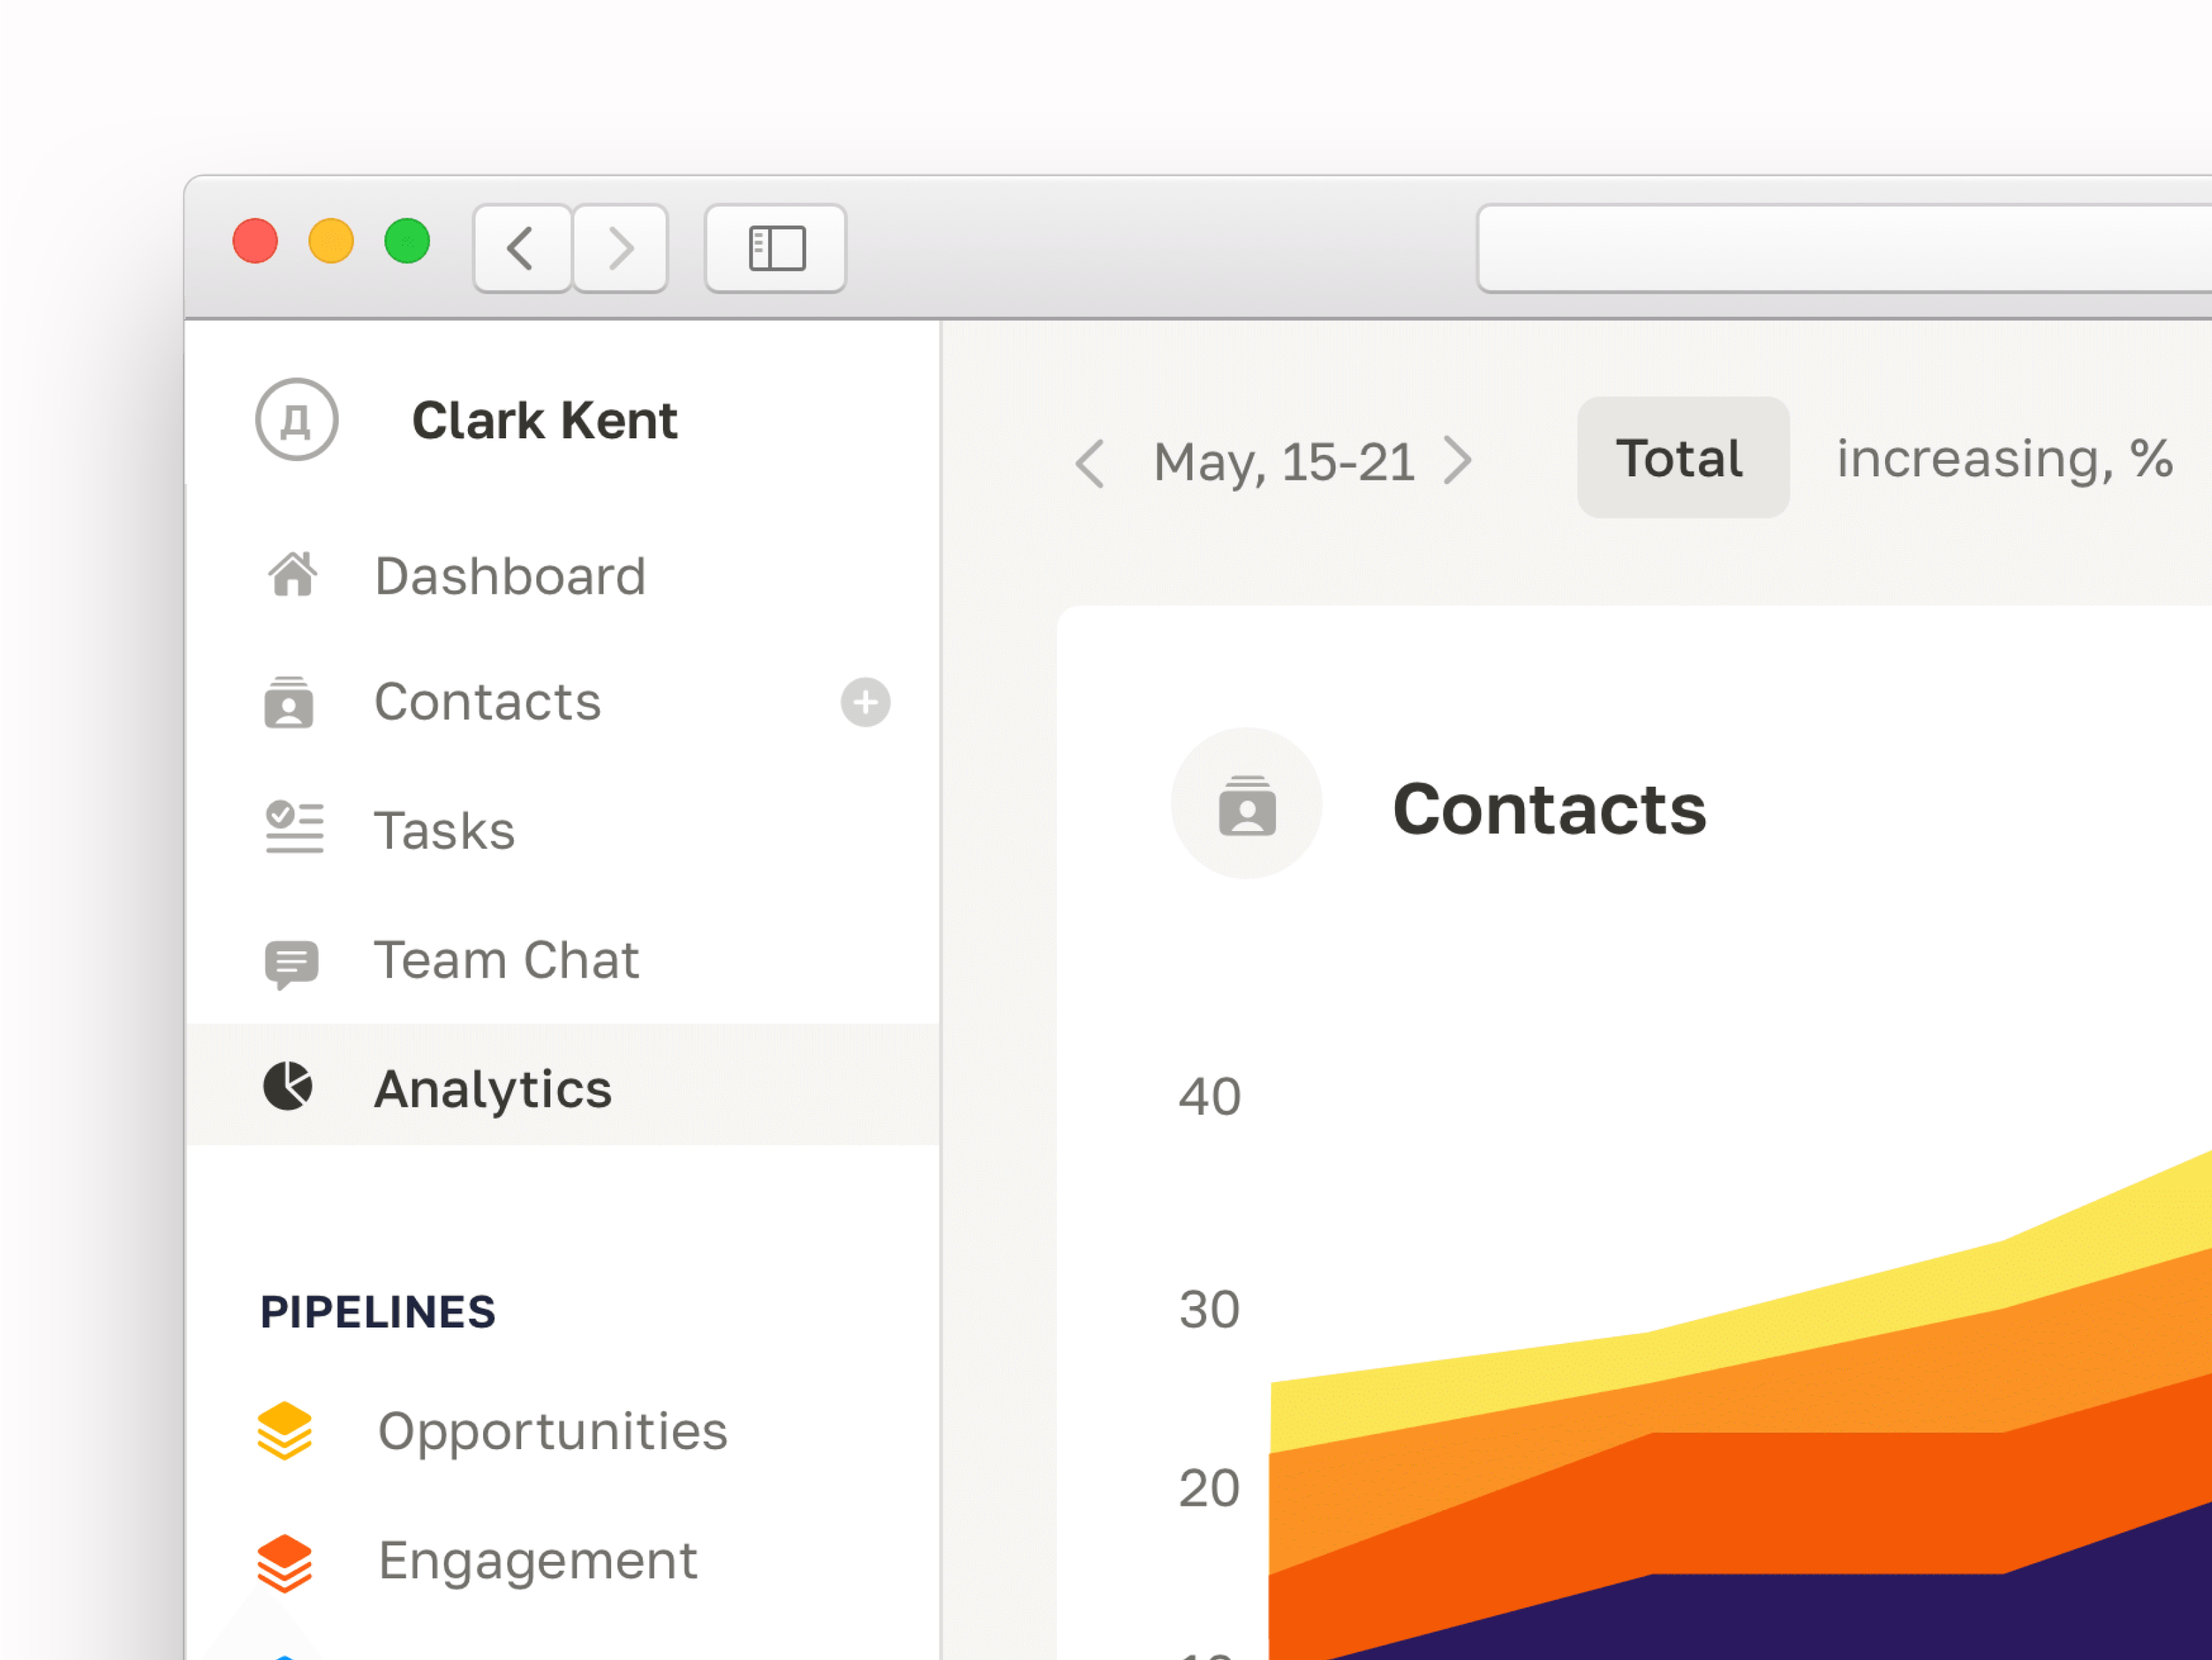 Д Clark Kent
Dashboard
Contacts
Tasks
Team Chat
Analytics
PIPELINES
Opportunities
Engagement
May, 15-21 Total increasing, %
Contacts
40
30
20